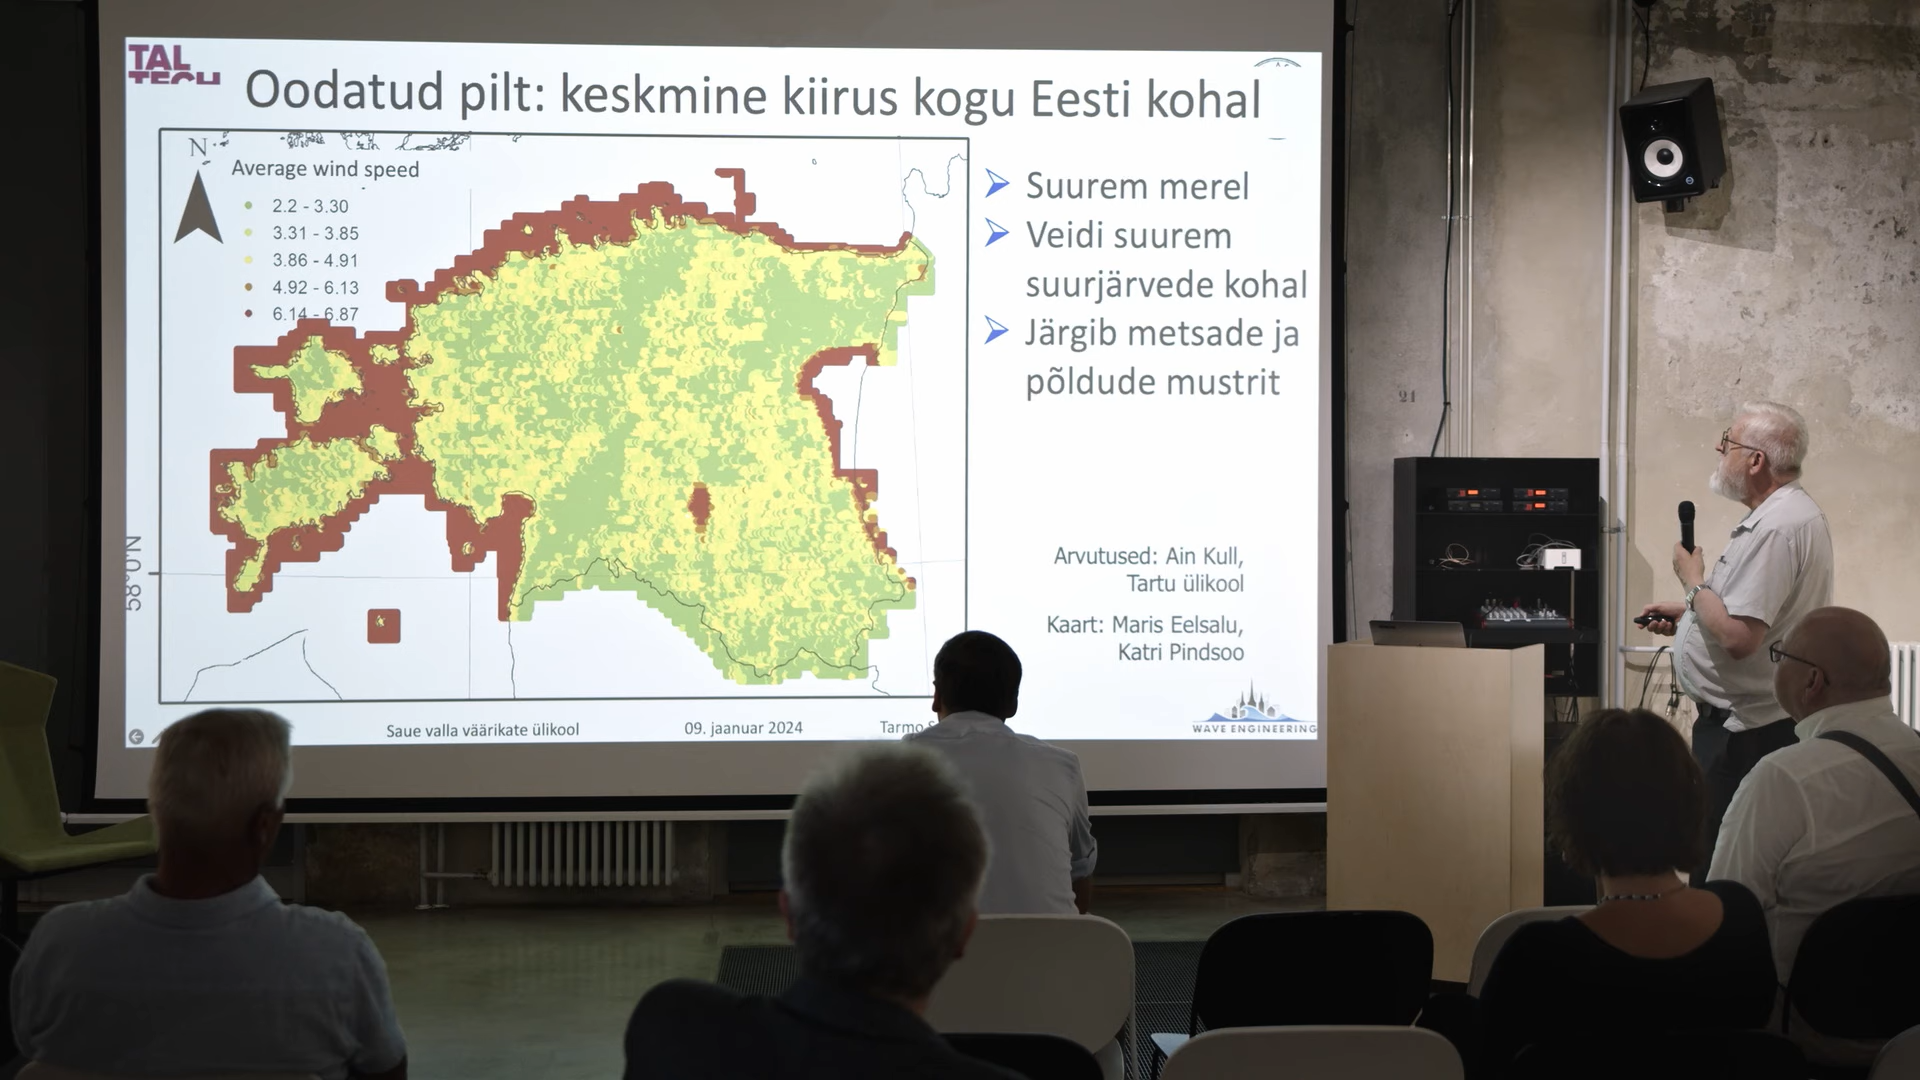 TAL
TECH
Oodatud pilt: keskmine kiirus kogu Eesti kohal
N
Average wind speed
2.2 - 3.30
3.31 - 3.85
3.86 - 4.91
4.92 - 6.13
6.14 - 6.87
58°0'N
Suurem merel
Veidi suurem
suurjärvede kohal
Järgib metsade ja
põldude mustrit
Arvutused: Ain Kull,
Tartu ülikool
Kaart: Maris Eelsalu,
Katri Pindsoo
WAVE ENGINEERING
Saue valla väärikate ülikool
09. jaanuar 2024
Tarmo
21